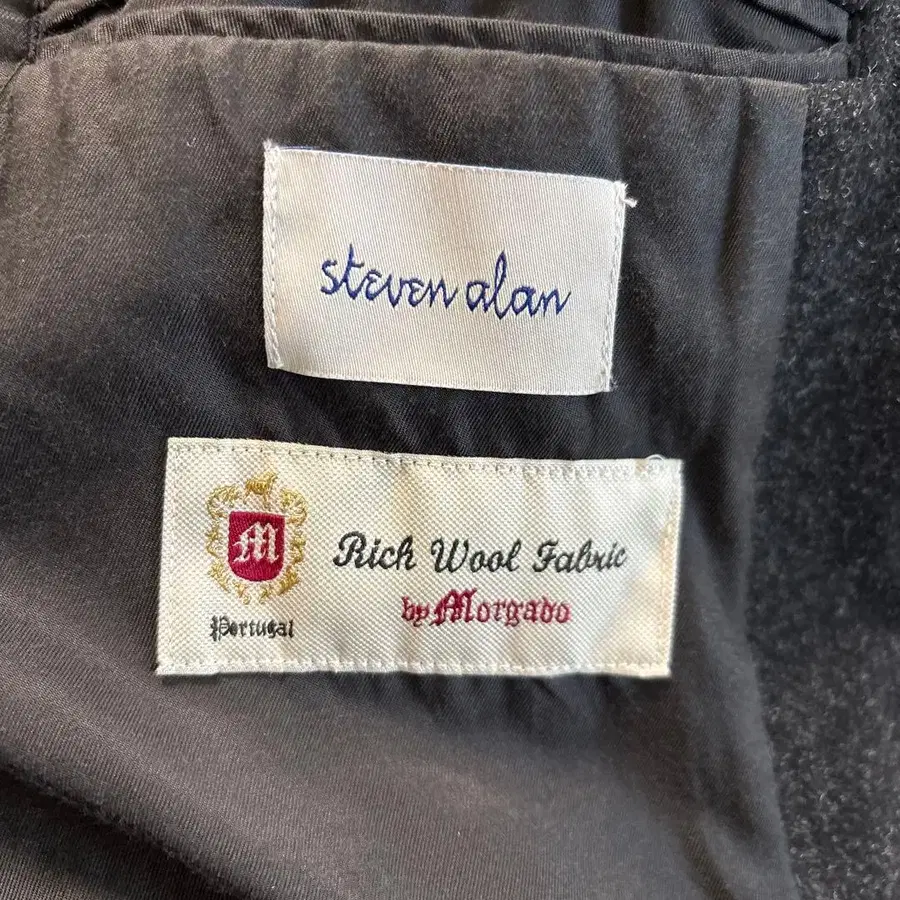 steven alan
M
Portugal
Rich Wool Fabric
by Morgado